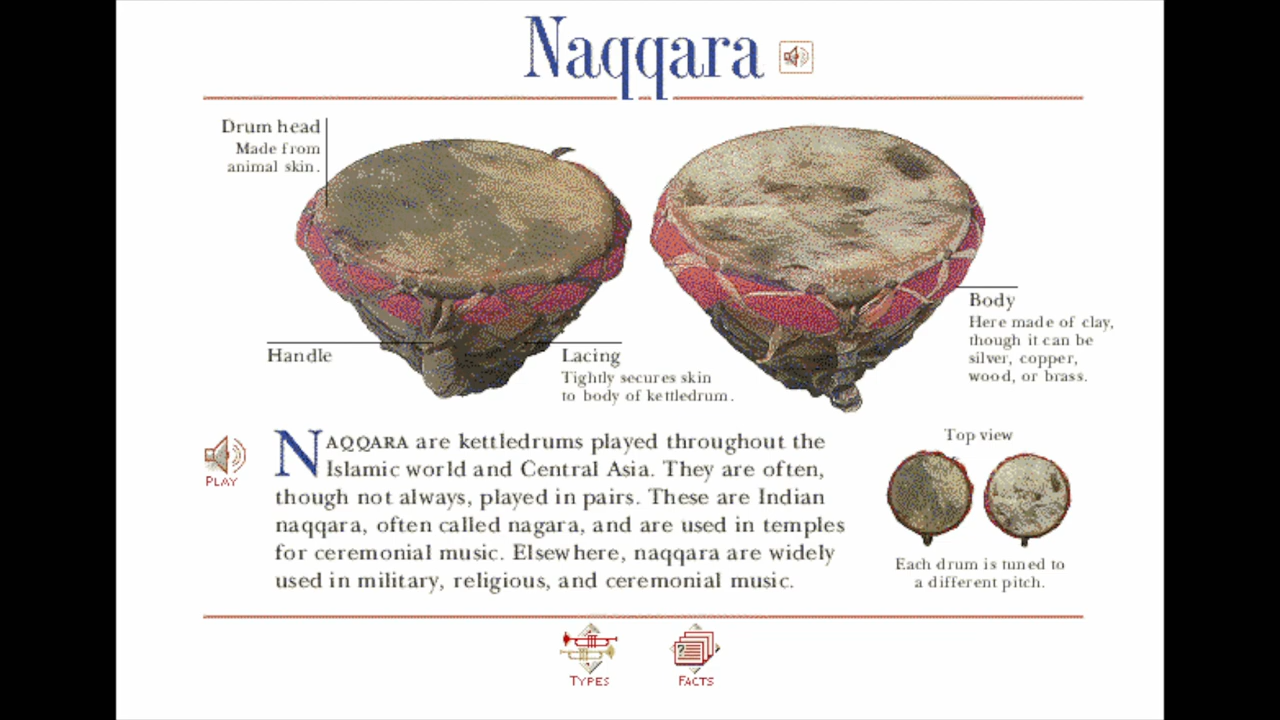 Naqqara
Drum head
Made from
animal skin.
Handle
Lacing
Tightly secures skin
to body of kettledrum.
Body
Here made of clay,
though it can be
silver, copper,
wood, or brass.
PLAY
NAQQARA are kettledrums played throughout the
Islamic world and Central Asia. They are often,
though not always, played in pairs. These are Indian
naqqara, often called nagara, and are used in temples
for ceremonial music. Elsewhere, naqqara are widely
used in military, religious, and ceremonial music.
Top view
Each drum is tuned to
a different pitch.
TYPES
?
FACTS